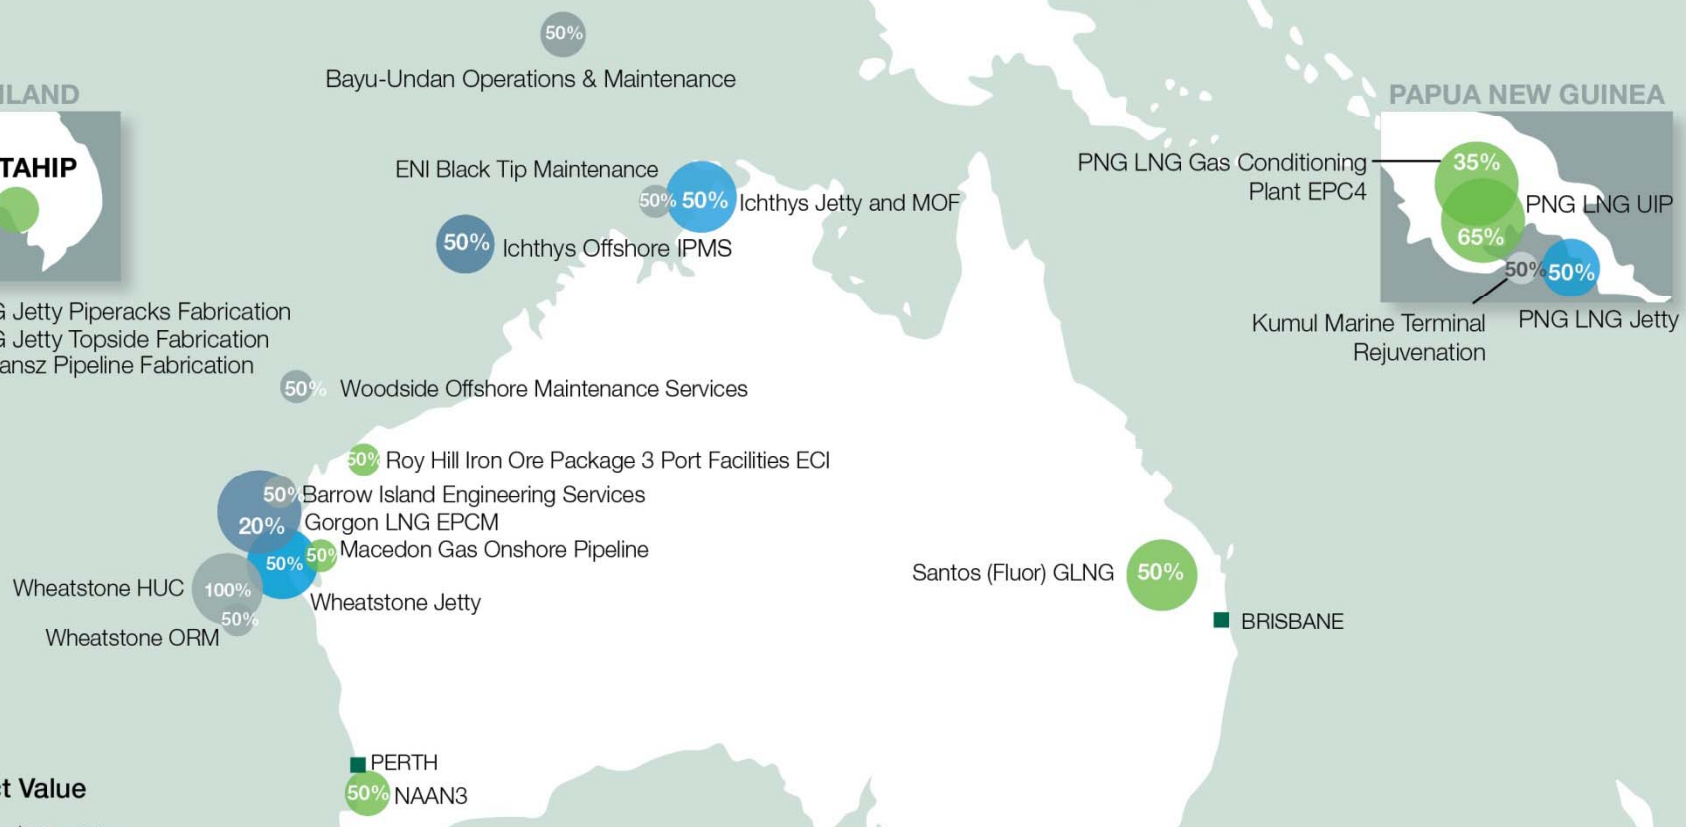 50%
Bayu-Undan Operations & Maintenance
PAPUA NEW GUINEA
TAHIP
ENI Black Tip Maintenance
50%
50%
Ichthys Jetty and MOF
50%
Ichthys Offshore IPMS
PNG LNG Gas Conditioning
Plant EPC4
35%
PNG LNG UIP
65%
50%
50%
Kumul Marine Terminal
Rejuvenation
PNG LNG Jetty
Jetty Piperacks Fabrication
Jetty Topside Fabrication
Pipeline Fabrication
50%
Woodside Offshore Maintenance Services
50%
Roy Hill Iron Ore Package 3 Port Facilities ECI
50%
Barrow Island Engineering Services
20%
Gorgon LNG EPCM
50%
Macedon Gas Onshore Pipeline
50%
Wheatstone Jetty
Wheatstone HUC
100%
50%
Wheatstone ORM
Santos (Fluor) GLNG
50%
BRISBANE
PERTH
50%
NAAN3
Value